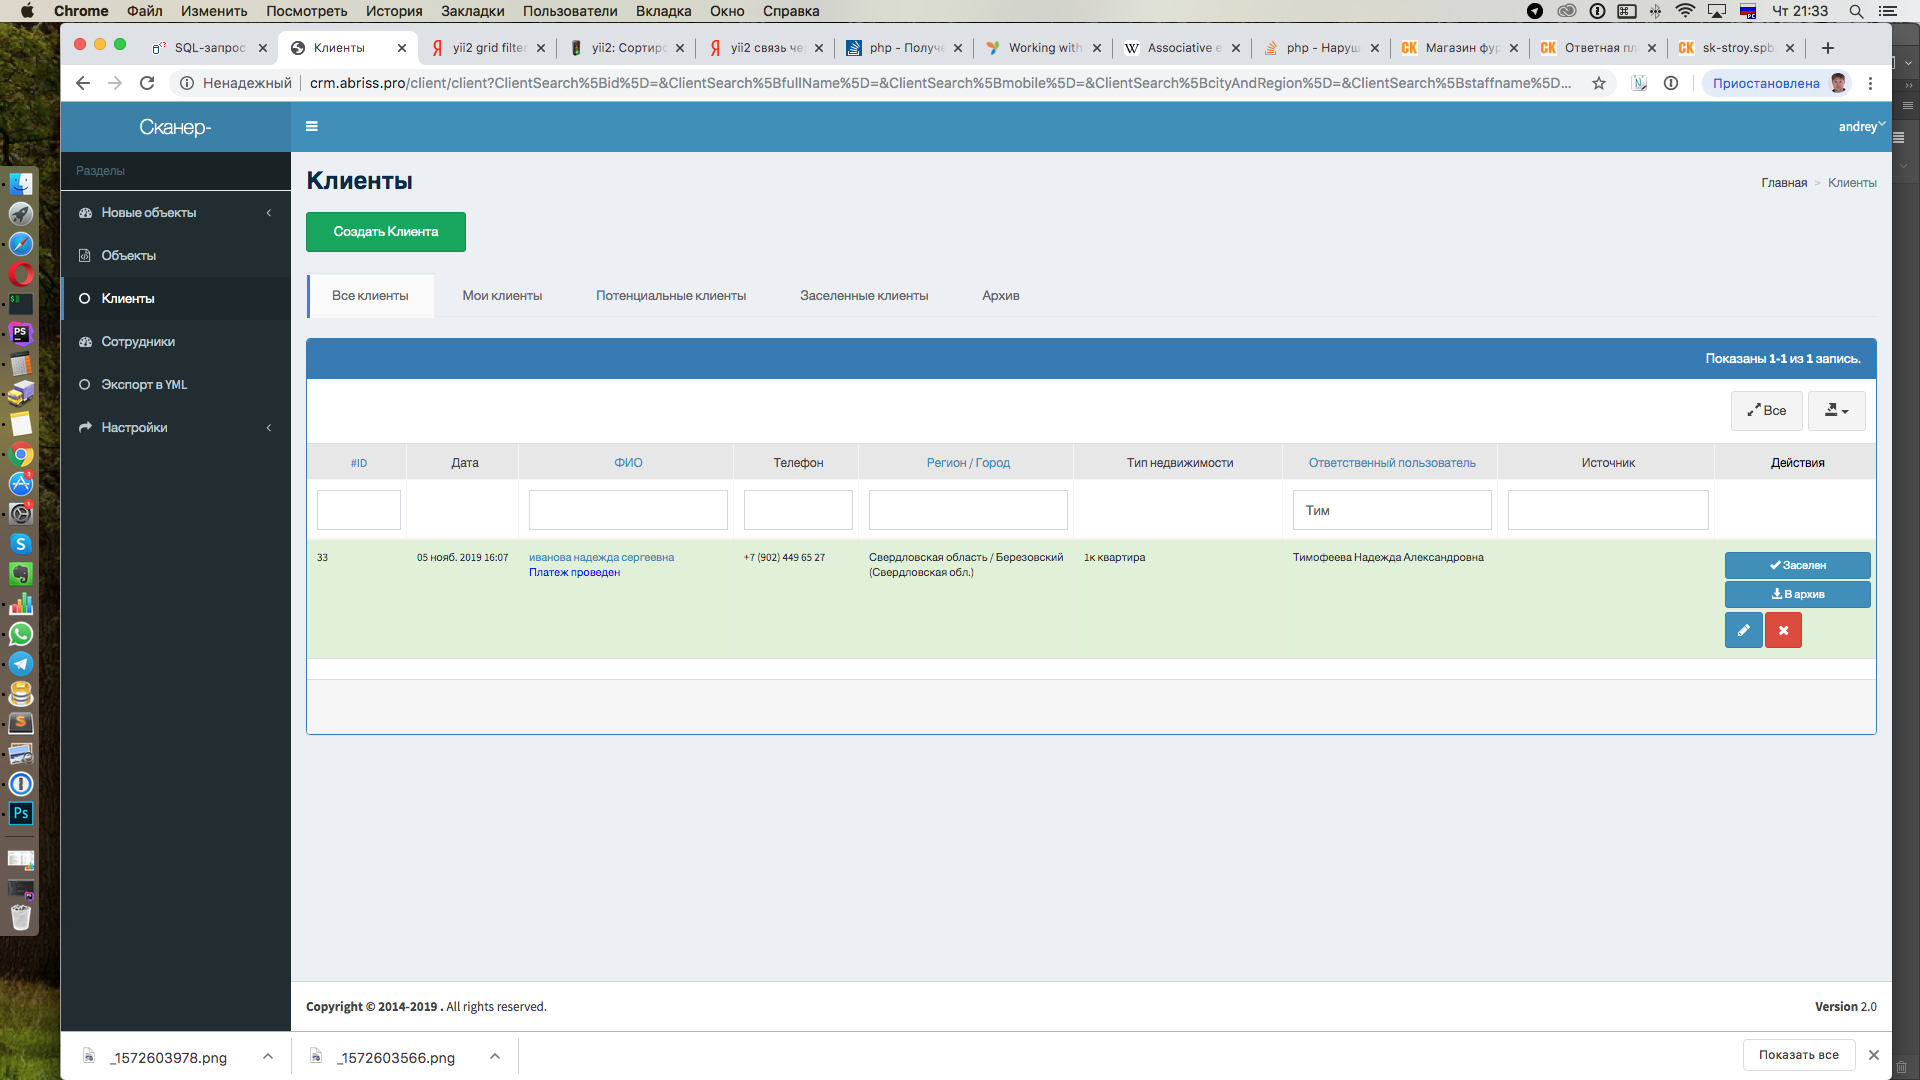 Chrome Файл Изменить Посмотреть История Закладки Пользователи Вкладка Окно Справка Чт 21:33
SQL-запрос Клиенты yii2 grid filter yii2: Сортиро yii2 связь че php - Получе Working with Associative e php - Наруш Магазин фур Ответная пл sk-stroy.spb
Ненадежный crm.abriss.pro/client/client?ClientSearch%5Bid%5D=&ClientSearch%5BfullName%5D=&ClientSearch%5Bmobile%5D=&ClientSearch%5BcityAndRegion%5D=&ClientSearch%5Bstaffname%5D... Приостановлена
Сканер- andrey
Разделы
Новые объекты
Объекты
Клиенты
Сотрудники
Экспорт в YML
Настройки
Клиенты
Главная > Клиенты
Создать Клиента
Все клиенты Мои клиенты Потенциальные клиенты Заселенные клиенты Архив
Показаны 1-1 из 1 запись.
Все
#ID Дата ФИО Телефон Регион / Город Тип недвижимости Ответственный пользователь Источник Действия
Тим
33 05 нояб. 2019 16:07 иванова надежда сергеевна +7 (902) 449 65 27 Свердловская область / Березовский 1к квартира Тимофеева Надежда Александровна Заселен
Платеж проведен (Свердловская обл.)
В архив
Copyright © 2014-2019 . All rights reserved. Version 2.0
_1572603978.png _1572603566.png Показать все